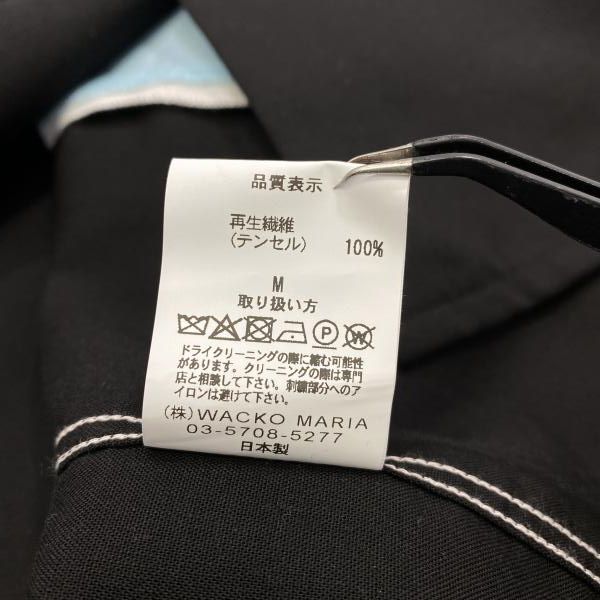 品質表示
再生繊維
(テンセル) 100%
M
取り扱い方
P W
ドライクリーニングの際に縮む可能性
があります。クリーニングの際は専門
店と相談して下さい。刺繍部分へのア
イロンは避けて下さい。
(株) WACKO MARIA
03-5708-5277
日本製